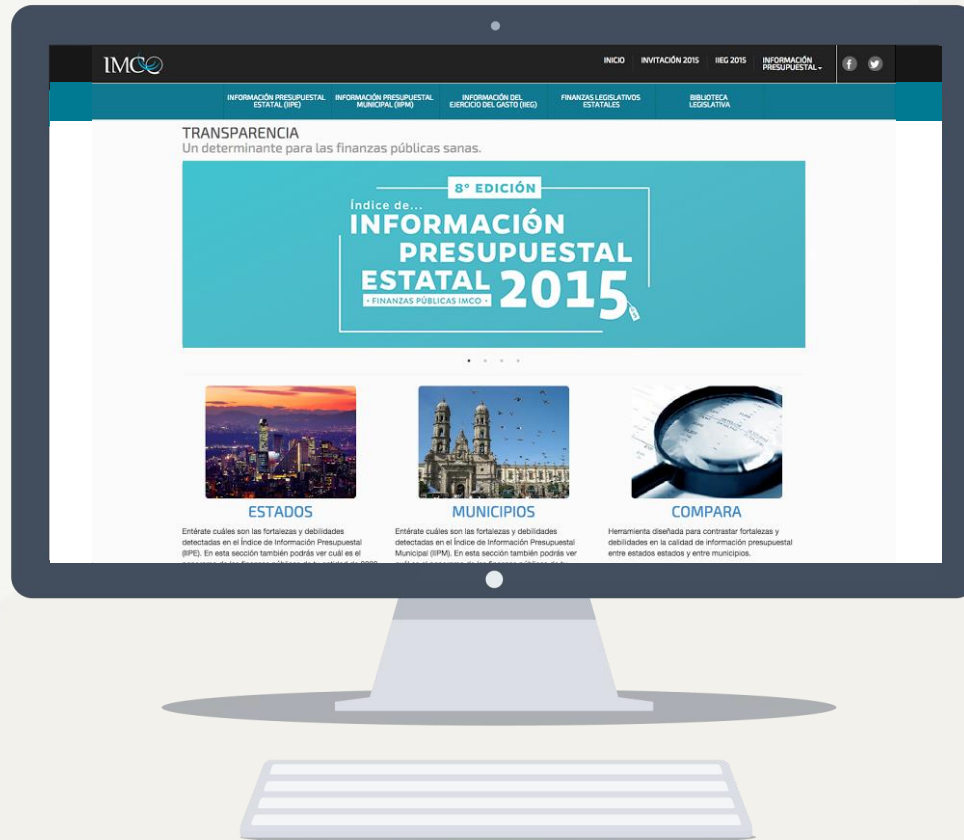 IMCO
INICIO
INVITACIÓN 2015
IIEG 2015
INFORMACIÓN
PRESUPUESTAL
INFORMACIÓN PRESUPUESTAL
ESTATAL (IIPE)
INFORMACIÓN PRESUPUESTAL
MUNICIPAL (IIPM)
INFORMACIÓN DEL
EJERCICIO DEL GASTO (IIEG)
FINANZAS LEGISLATIVOS
ESTATALES
BIBLIOTECA
LEGISLATIVA
TRANSPARENCIA
Un determinante para las finanzas públicas sanas.
8° EDICIÓN
Índice de...
INFORMACIÓN
PRESUPUESTAL
ESTATAL 2015
• FINANZAS PÚBLICAS IMCO •
ESTADOS
Entérate cuáles son las fortalezas y debilidades
detectadas en el Índice de Información Presupuestal
(IIPE). En esta sección también podrás ver cuál es el
MUNICIPIOS
Entérate cuáles son las fortalezas y debilidades
detectadas en el Índice de Información Presupuestal
Municipal (IIPM). En esta sección también podrás ver
COMPARA
Herramienta diseñada para contrastar fortalezas y
debilidades en la calidad de información presupuestal
entre estados estados y entre municipios.